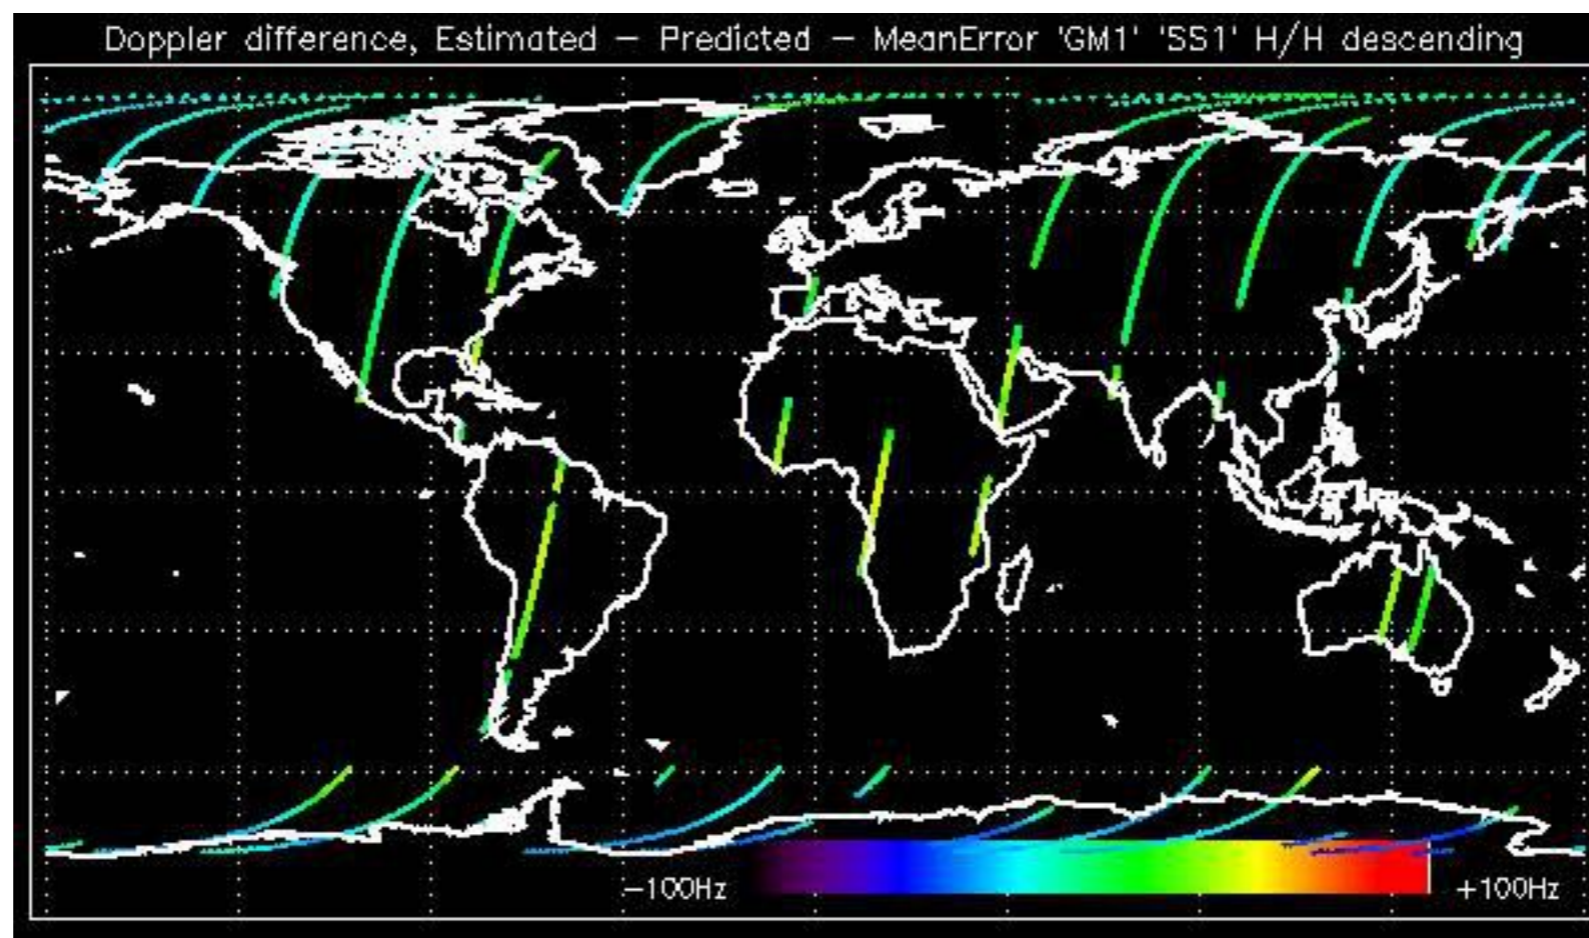 Doppler difference, Estimated – Predicted – MeanError 'GM1' 'SS1' H/H descending
–100Hz +100Hz